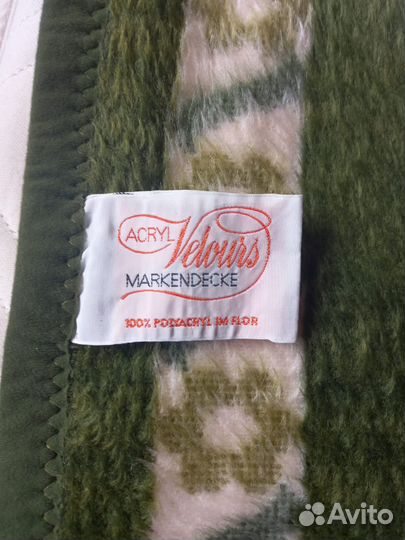 ACRYL Velours
MARKENDECKE
100% POLYACRYL IM FLOR
Avito